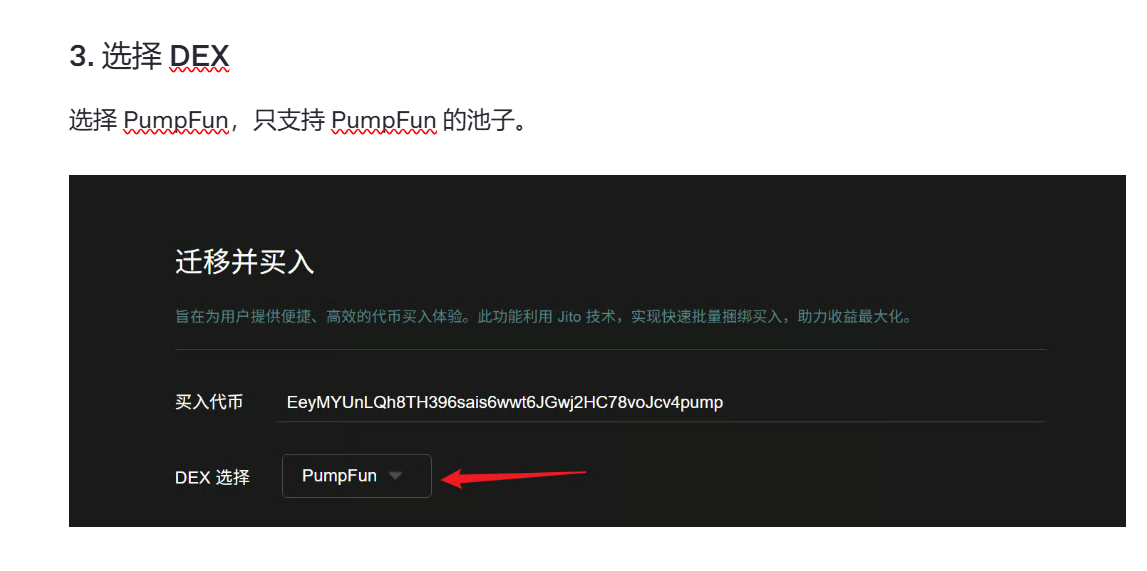 3. 选择 DEX
选择 PumpFun，只支持 PumpFun 的池子。
迁移并买入
旨在为用户提供便捷、高效的代币买入体验。此功能利用 Jito 技术，实现快速批量捆绑买入，助力收益最大化。
买入代币 EeyMYUnLQh8TH396sais6wwt6JGwj2HC78voJcv4pump
DEX 选择 PumpFun